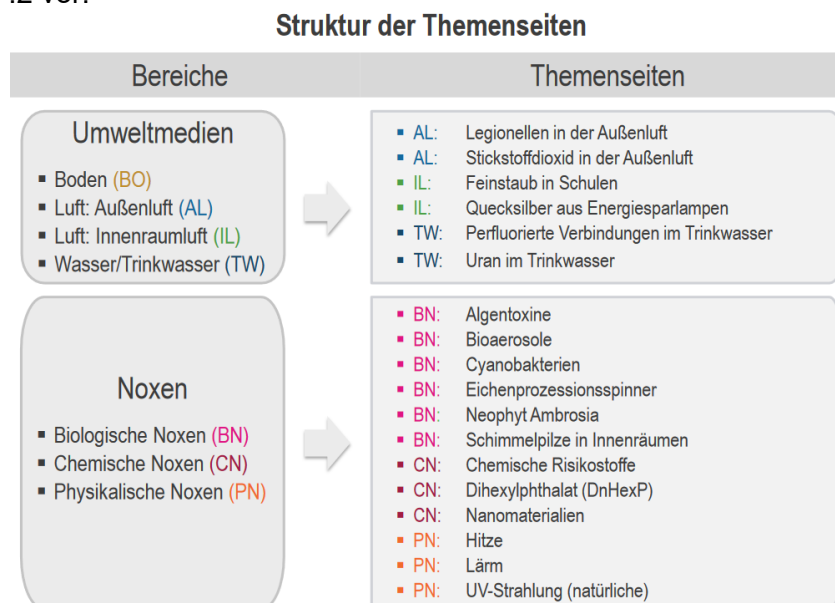 .2 von
Struktur der Themenseiten
Bereiche
Themenseiten
Umweltmedien
▪ Boden (BO)
▪ Luft: Außenluft (AL)
▪ Luft: Innenraumluft (IL)
▪ Wasser/Trinkwasser (TW)
▪ AL: Legionellen in der Außenluft
▪ AL: Stickstoffdioxid in der Außenluft
▪ IL: Feinstaub in Schulen
▪ IL: Quecksilber aus Energiesparlampen
▪ TW: Perfluorierte Verbindungen im Trinkwasser
▪ TW: Uran im Trinkwasser
Noxen
▪ Biologische Noxen (BN)
▪ Chemische Noxen (CN)
▪ Physikalische Noxen (PN)
▪ BN: Algentoxine
▪ BN: Bioaerosole
▪ BN: Cyanobakterien
▪ BN: Eichenprozessionsspinner
▪ BN: Neophyt Ambrosia
▪ BN: Schimmelpilze in Innenräumen
▪ CN: Chemische Risikostoffe
▪ CN: Dihexylphthalat (DnHexP)
▪ CN: Nanomaterialien
▪ PN: Hitze
▪ PN: Lärm
▪ PN: UV-Strahlung (natürliche)